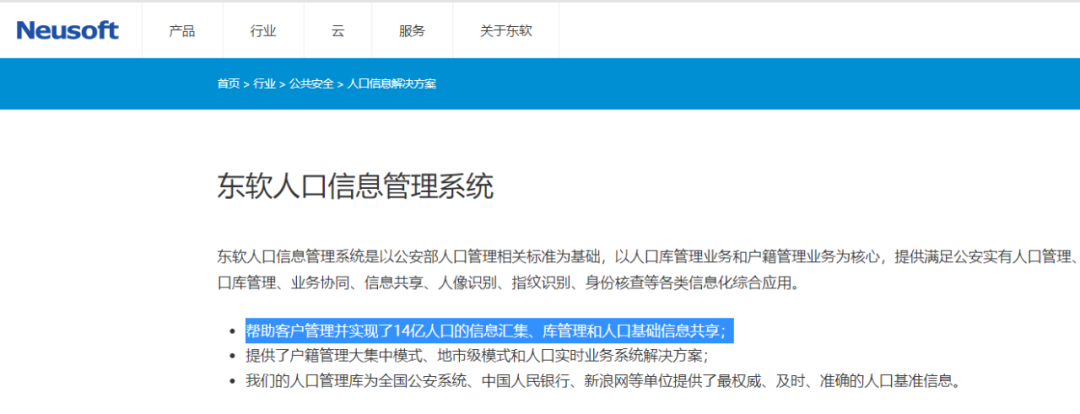 Neusoft 产品 行业 云 服务 关于东软
首页 > 行业 > 公共安全 > 人口信息解决方案
东软人口信息管理系统
东软人口信息管理系统是以公安部人口管理相关标准为基础，以人口库管理业务和户籍管理业务为核心，提供满足公安实有人口管理、
口库管理、业务协同、信息共享、人像识别、指纹识别、身份核查等各类信息化综合应用。
• 帮助客户管理并实现了14亿人口的信息汇集、库管理和人口基础信息共享；
• 提供了户籍管理大集中模式、地市级模式和人口实时业务系统解决方案；
• 我们的人口管理库为全国公安系统、中国人民银行、新浪网等单位提供了最权威、及时、准确的人口基准信息。